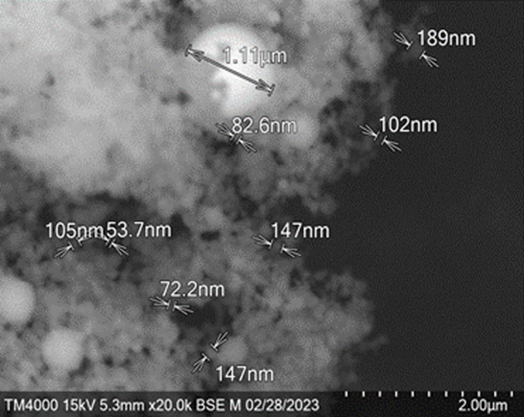 189nm
1.11µm
82.6nm
102nm
105nm
53.7nm
147nm
72.2nm
147nm
TM4000 15kV 5.3mm x20.0k BSE M 02/28/2023
2.00µm